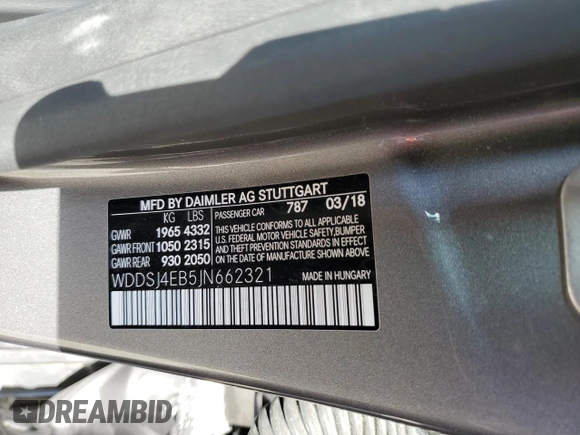 MFD BY DAIMLER AG STUTTGART
KG LBS
PASSENGER CAR 787 03/18
GVWR 1965 4332
GAWR FRONT 1050 2315
GAWR REAR 930 2050
THIS VEHICLE CONFORMS TO ALL APPLICABLE
U.S. FEDERAL MOTOR VEHICLE SAFETY, BUMPER
AND THEFT PREVENTION STANDARDS IN EFFECT
ON THE DATE OF MANUFACTURE SHOWN ABOVE.
WDDSJ4EB5JN662321
MADE IN HUNGARY
DREAMBID